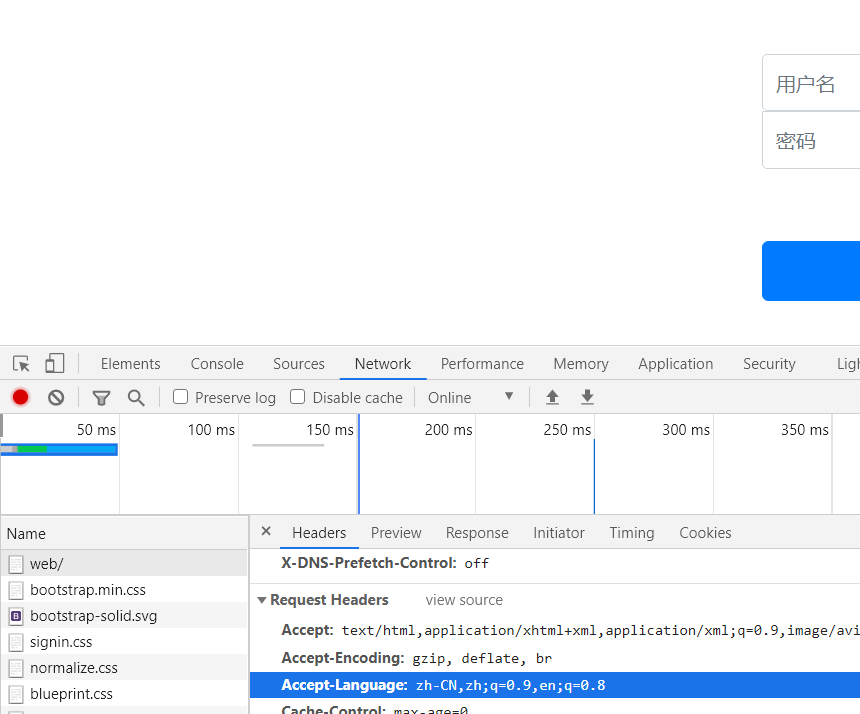 用户名
密码
Elements Console Sources Network Performance Memory Application Security
Preserve log Disable cache Online
50 ms 100 ms 150 ms 200 ms 250 ms 300 ms 350 ms
Name
Headers Preview Response Initiator Timing Cookies
web/
bootstrap.min.css
bootstrap-solid.svg
signin.css
normalize.css
blueprint.css
X-DNS-Prefetch-Control: off
Request Headers view source
Accept: text/html,application/xhtml+xml,application/xml;q=0.9,image/avi
Accept-Encoding: gzip, deflate, br
Accept-Language: zh-CN,zh;q=0.9,en;q=0.8
Cache-Control: max-age=0